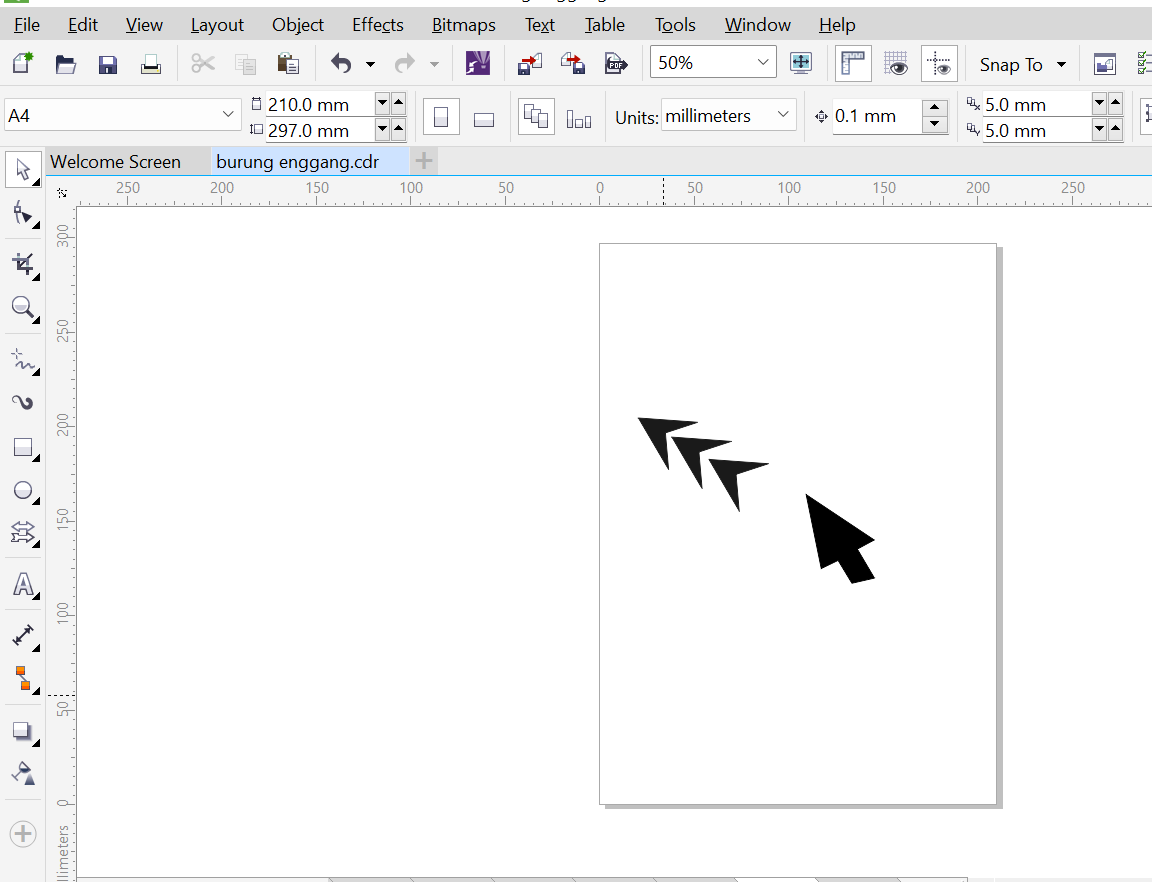 File Edit View Layout Object Effects Bitmaps Text Table Tools Window Help
PDF 50% Snap To
A4 210.0 mm 297.0 mm Units: millimeters 0.1 mm 5.0 mm 5.0 mm
Welcome Screen burung enggang.cdr
250 200 150 100 50 0 50 100 150 200 250
300
250
200
150
100
50
0